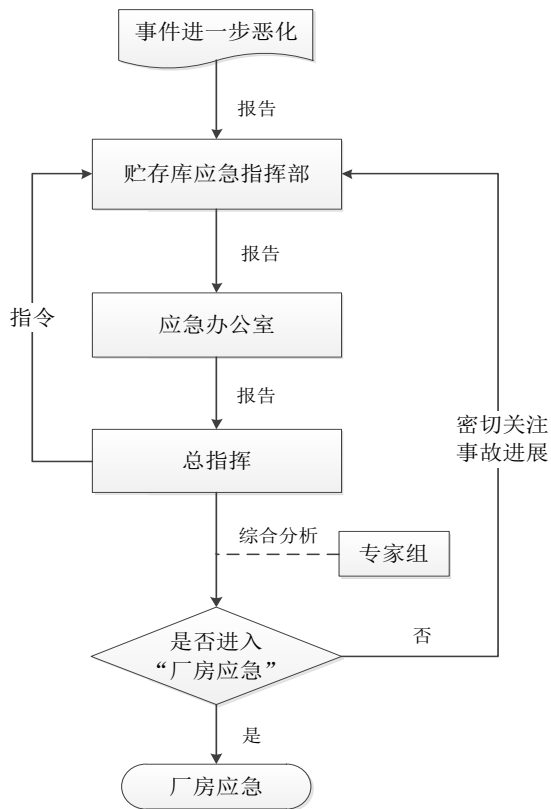 事件进一步恶化
报告
贮存库应急指挥部
报告
指令
应急办公室
报告
密切关注
事故进展
总指挥
综合分析
专家组
是否进入
“厂房应急”
否
是
厂房应急